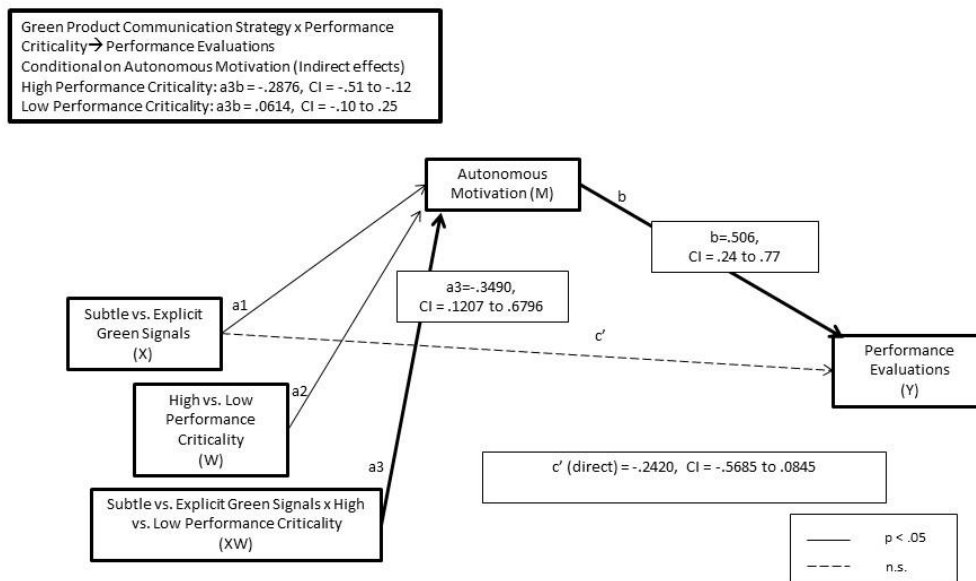 Green Product Communication Strategy x Performance
Criticality→ Performance Evaluations
Conditional on Autonomous Motivation (Indirect effects)
High Performance Criticality: a3b = -.2876, CI = -.51 to -.12
Low Performance Criticality: a3b = .0614, CI = -.10 to .25
Autonomous
Motivation (M)
b
b=.506,
CI = .24 to .77
a3=-.3490,
CI = .1207 to .6796
a1
Subtle vs. Explicit
Green Signals
(X)
c'
Performance
Evaluations
(Y)
a2
High vs. Low
Performance
Criticality
(W)
a3
c' (direct) = -.2420, CI = -.5685 to .0845
Subtle vs. Explicit Green Signals x High
vs. Low Performance Criticality
(XW)
p < .05
n.s.